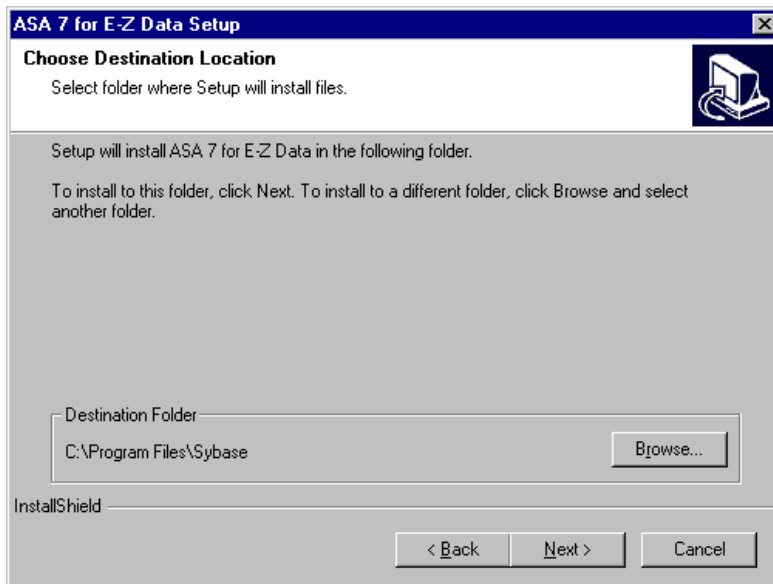 ASA 7 for E-Z Data Setup
Choose Destination Location
Select folder where Setup will install files.
Setup will install ASA 7 for E-Z Data in the following folder.
To install to this folder, click Next. To install to a different folder, click Browse and select
another folder.
Destination Folder
C:\Program Files\Sybase
Browse...
InstallShield
< Back
Next >
Cancel